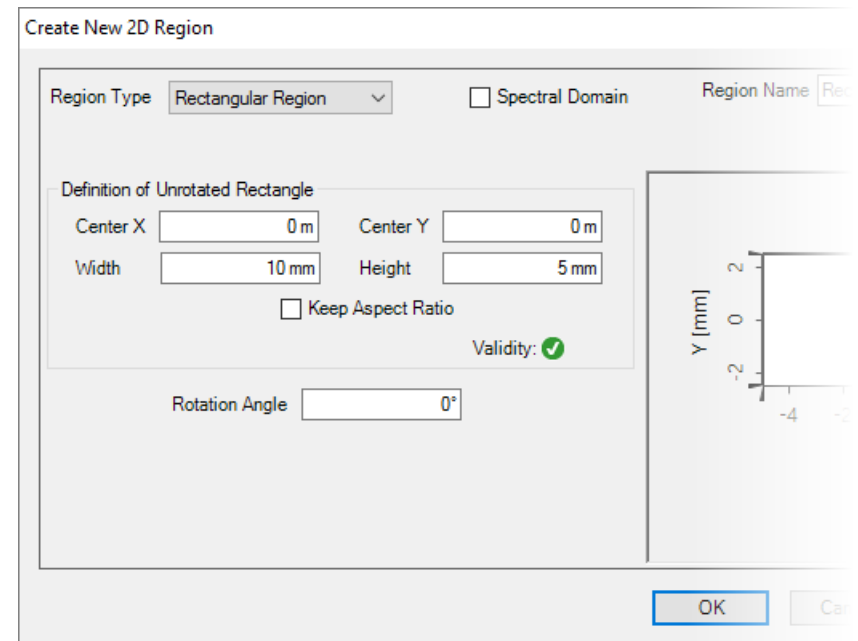 Create New 2D Region
Region Type Rectangular Region Spectral Domain Region Name
Definition of Unrotated Rectangle
Center X 0 m Center Y 0 m
Width 10 mm Height 5 mm
Keep Aspect Ratio
Validity:
Rotation Angle 0°
Y [mm]
2
0
-2
-4 -2
OK